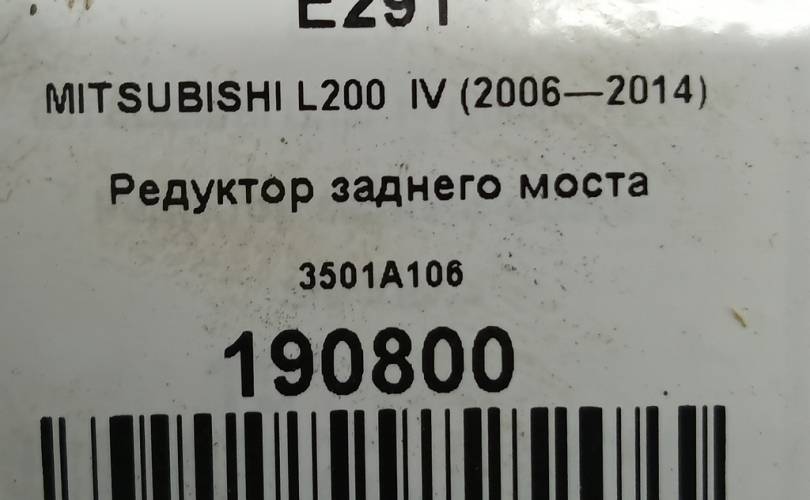 E291
MITSUBISHI L200 IV (2006—2014)
Редуктор заднего моста
3501A106
190800